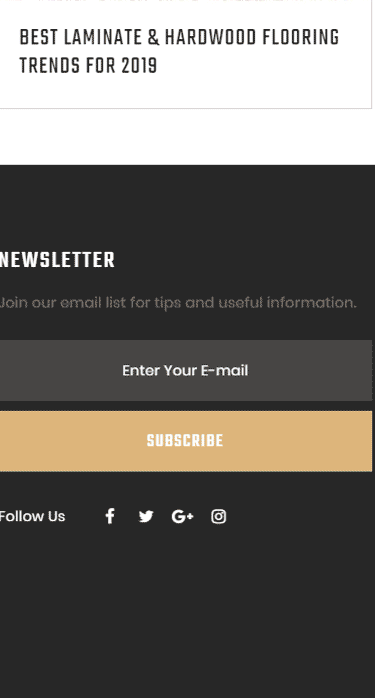 BEST LAMINATE & HARDWOOD FLOORING
TRENDS FOR 2019
NEWSLETTER
Join our email list for tips and useful information.
Enter Your E-mail
SUBSCRIBE
Follow Us